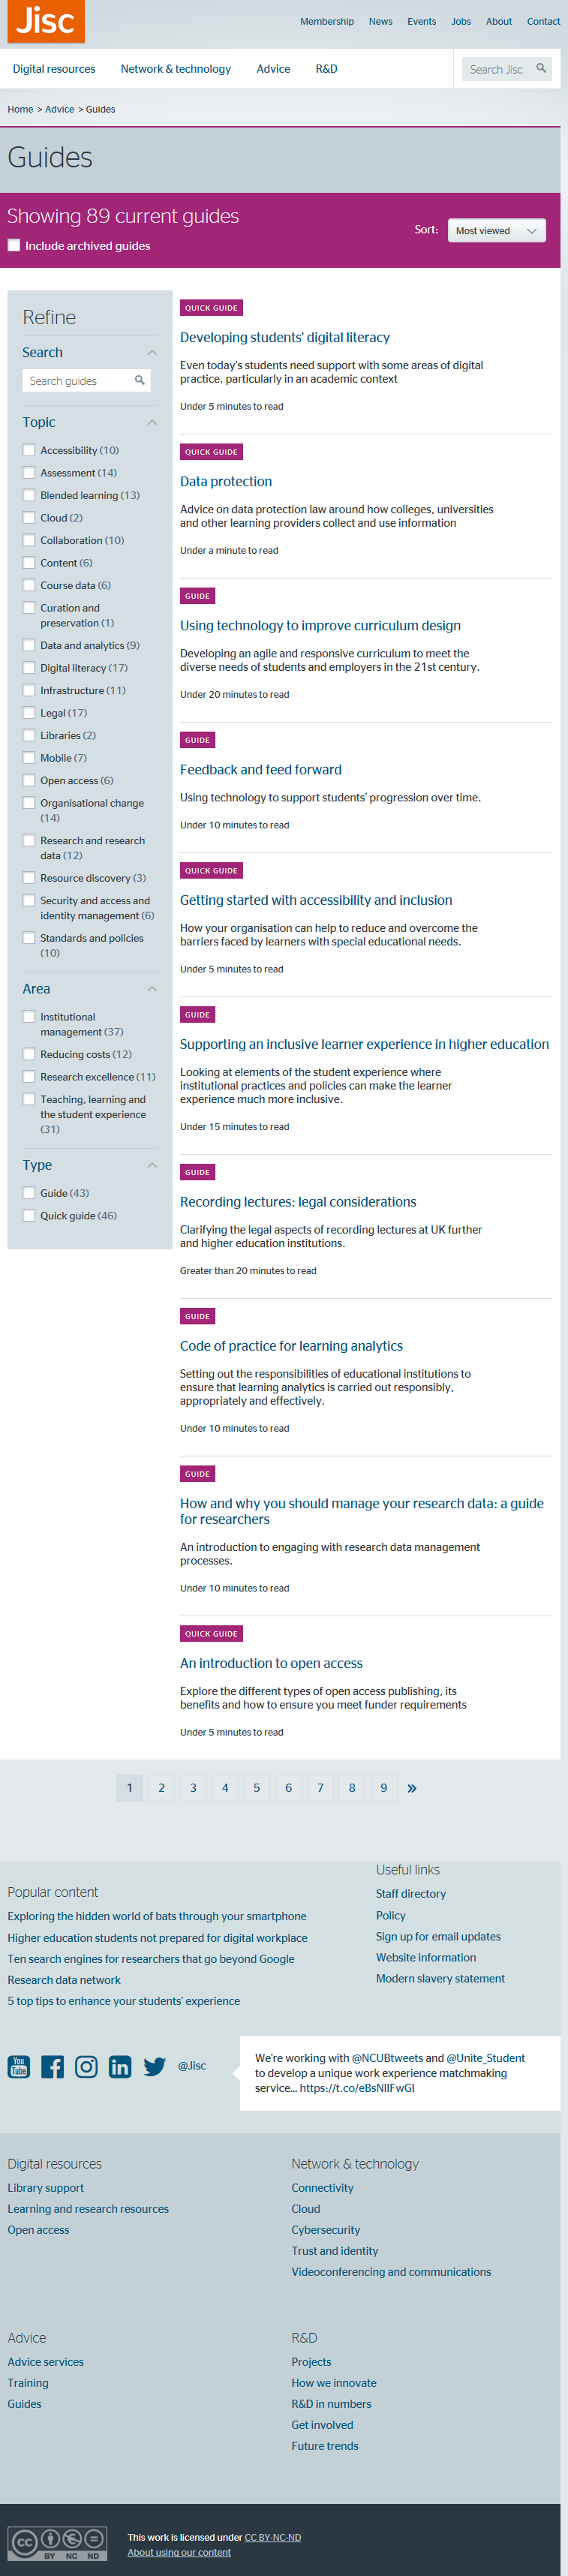 Jisc
Membership News Events Jobs About Contact
Digital resources Network & technology Advice R&D Search Jisc
Home > Advice > Guides
Guides
Showing 89 current guides
Include archived guides
Sort: Most viewed
Refine
Search
Search guides
Topic
Accessibility (10)
Assessment (14)
Blended learning (13)
Cloud (2)
Collaboration (10)
Content (6)
Course data (6)
Curation and
preservation (1)
Data and analytics (9)
Digital literacy (17)
Infrastructure (11)
Legal (17)
Libraries (2)
Mobile (7)
Open access (6)
Organisational change
(14)
Research and research
data (12)
Resource discovery (3)
Security and access and
identity management (6)
Standards and policies
(10)
Area
Institutional
management (37)
Reducing costs (12)
Research excellence (11)
Teaching, learning and
the student experience
(31)
Type
Guide (43)
Quick guide (46)
QUICK GUIDE
Developing students' digital literacy
Even today's students need support with some areas of digital
practice, particularly in an academic context
Under 5 minutes to read
QUICK GUIDE
Data protection
Advice on data protection law around how colleges, universities
and other learning providers collect and use information
Under a minute to read
GUIDE
Using technology to improve curriculum design
Developing an agile and responsive curriculum to meet the
diverse needs of students and employers in the 21st century.
Under 20 minutes to read
GUIDE
Feedback and feed forward
Using technology to support students' progression over time.
Under 10 minutes to read
QUICK GUIDE
Getting started with accessibility and inclusion
How your organisation can help to reduce and overcome the
barriers faced by learners with special educational needs.
Under 5 minutes to read
GUIDE
Supporting an inclusive learner experience in higher education
Looking at elements of the student experience where
institutional practices and policies can make the learner
experience much more inclusive.
Under 15 minutes to read
GUIDE
Recording lectures: legal considerations
Clarifying the legal aspects of recording lectures at UK further
and higher education institutions.
Greater than 20 minutes to read
GUIDE
Code of practice for learning analytics
Setting out the responsibilities of educational institutions to
ensure that learning analytics is carried out responsibly,
appropriately and effectively.
Under 10 minutes to read
GUIDE
How and why you should manage your research data: a guide
for researchers
An introduction to engaging with research data management
processes.
Under 10 minutes to read
QUICK GUIDE
An introduction to open access
Explore the different types of open access publishing, its
benefits and how to ensure you meet funder requirements
Under 5 minutes to read
1 2 3 4 5 6 7 8 9 »
Popular content
Exploring the hidden world of bats through your smartphone
Higher education students not prepared for digital workplace
Ten search engines for researchers that go beyond Google
Research data network
5 top tips to enhance your students' experience
Useful links
Staff directory
Policy
Sign up for email updates
Website information
Modern slavery statement
You Tube
in
@Jisc
We're working with @NCUBtweets and @Unite_Student
to develop a unique work experience matchmaking
service... https://t.co/eBsNIlFwGI
Digital resources
Library support
Learning and research resources
Open access
Network & technology
Connectivity
Cloud
Cybersecurity
Trust and identity
Videoconferencing and communications
Advice
Advice services
Training
Guides
R&D
Projects
How we innovate
R&D in numbers
Get involved
Future trends
CC BY NC ND
This work is licensed under CC BY-NC-ND
About using our content